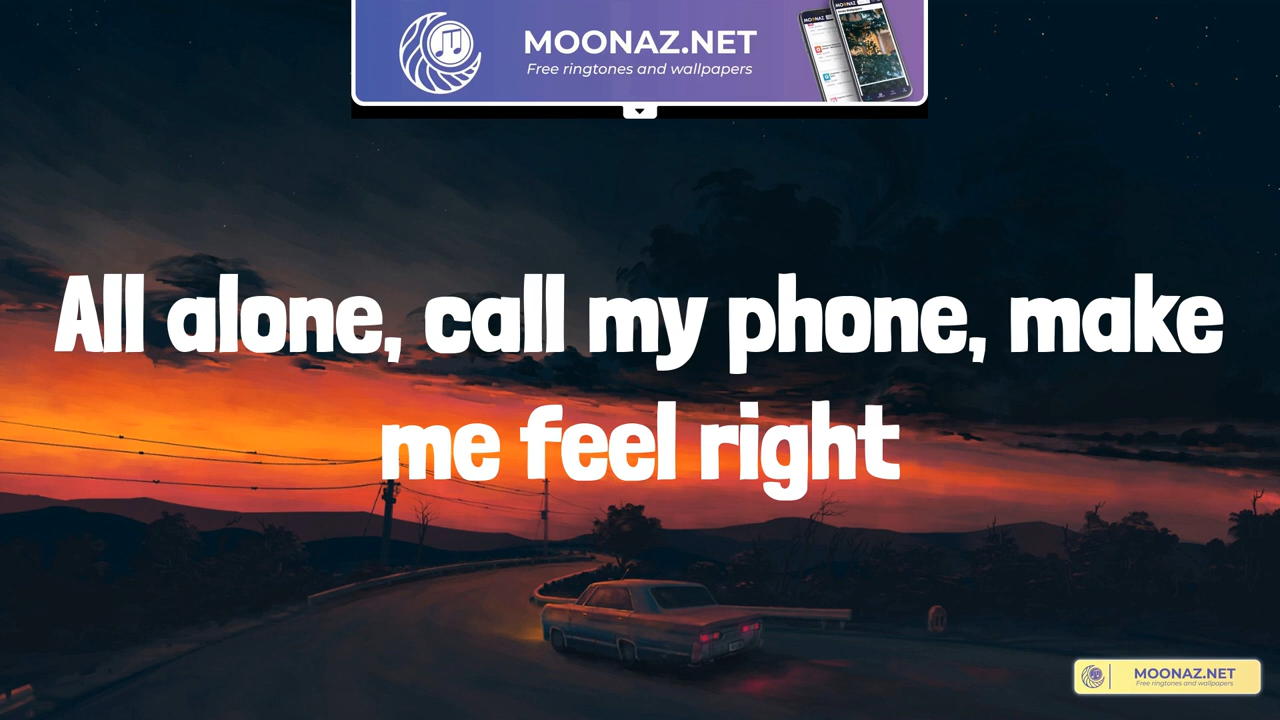 MOONAZ.NET
Free ringtones and wallpapers
All alone, call my phone, make
me feel right
MOONAZ.NET
Free ringtones and wallpapers